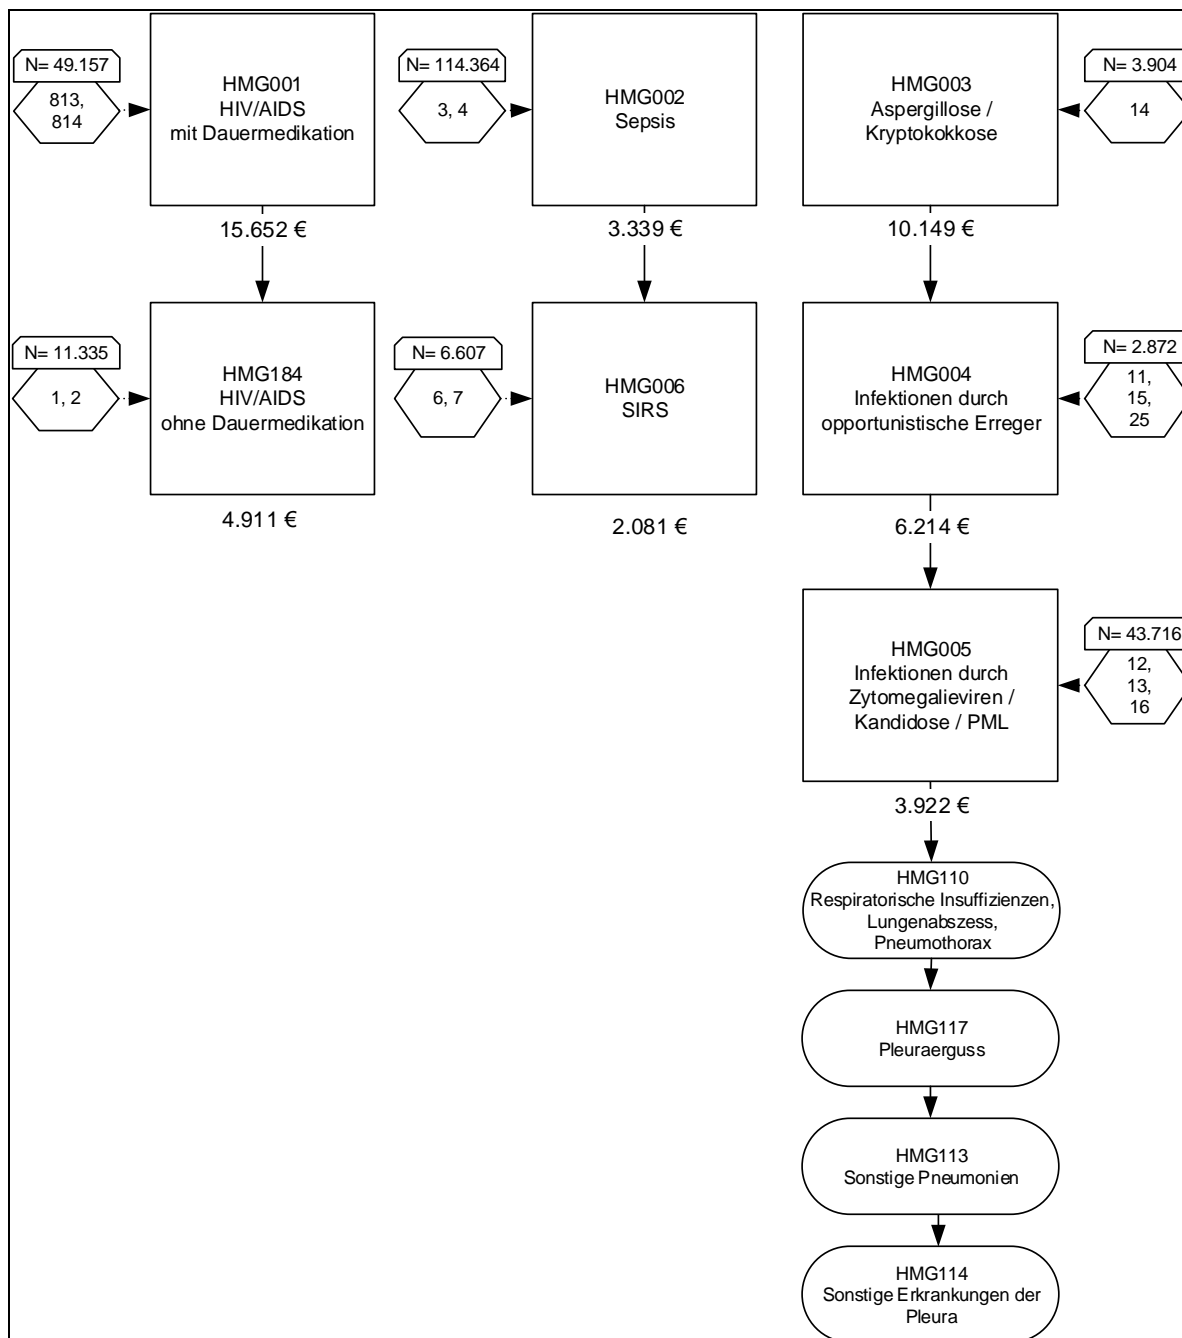 N= 49.157
813,
814
HMG001
HIV/AIDS
mit Dauermedikation
15.652 €
N= 114.364
3, 4
HMG002
Sepsis
3.339 €
HMG003
Aspergillose /
Kryptokokkose
10.149 €
N= 3.904
14
N= 11.335
1, 2
HMG184
HIV/AIDS
ohne Dauermedikation
4.911 €
N= 6.607
6, 7
HMG006
SIRS
2.081 €
HMG004
Infektionen durch
opportunistische Erreger
6.214 €
N= 2.872
11,
15,
25
HMG005
Infektionen durch
Zytomegalieviren /
Kandidose / PML
3.922 €
N= 43.716
12,
13,
16
HMG110
Respiratorische Insuffizienzen,
Lungenabszess,
Pneumothorax
HMG117
Pleuraerguss
HMG113
Sonstige Pneumonien
HMG114
Sonstige Erkrankungen der
Pleura